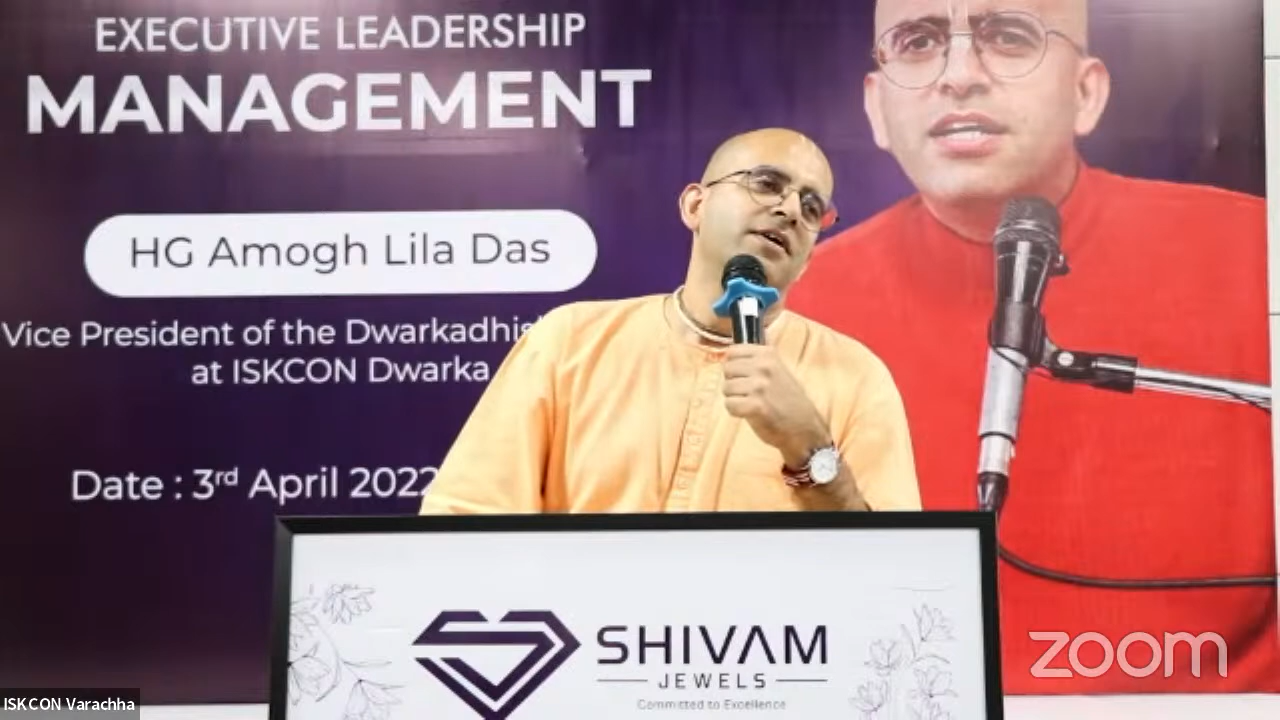 EXECUTIVE LEADERSHIP
MANAGEMENT
HG Amogh Lila Das
Vice President of the Dwarkadhis
at ISKCON Dwarka
Date : 3rd April 2022
SHIVAM
JEWELS
Committed to Excellence
zoom
ISKCON Varachha